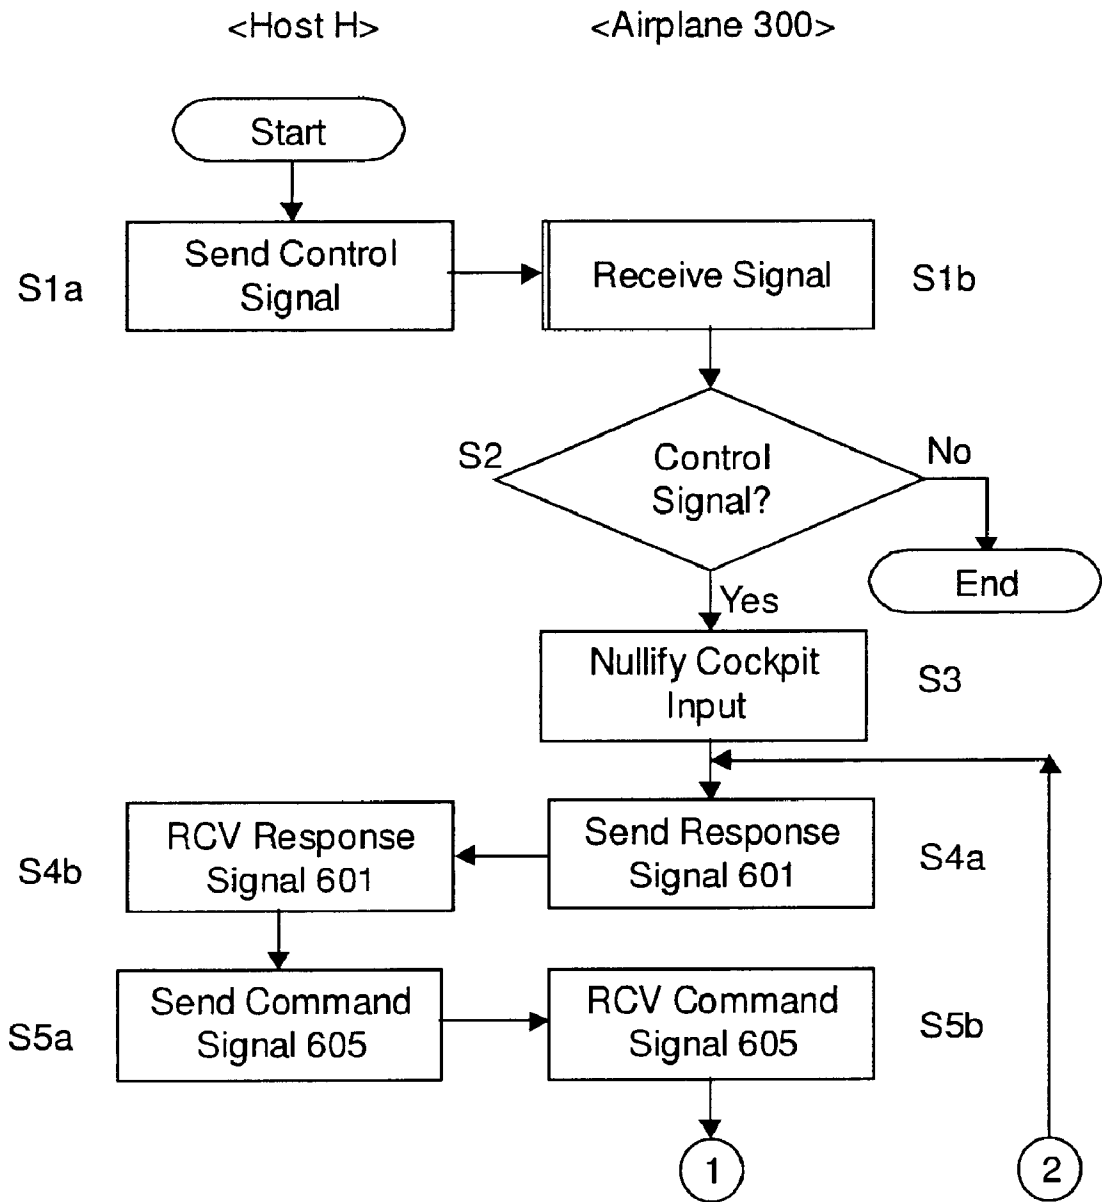 <Host H>
<Airplane 300>
Start
S1a
Send Control
Signal
Receive Signal
S1b
S2
Control
Signal?
No
End
Yes
Nullify Cockpit
Input
S3
S4b
RCV Response
Signal 601
Send Response
Signal 601
S4a
S5a
Send Command
Signal 605
RCV Command
Signal 605
S5b
1
2